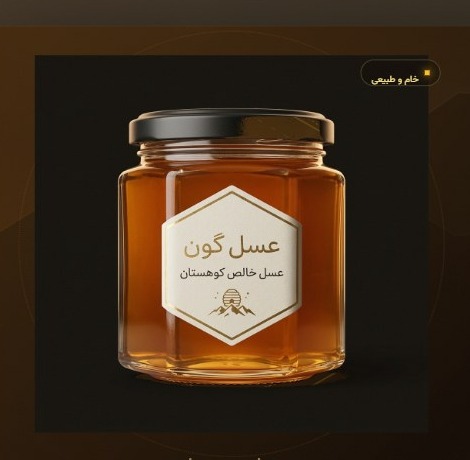 خام و طبیعی
عسل گون
عسل خالص کوهستان